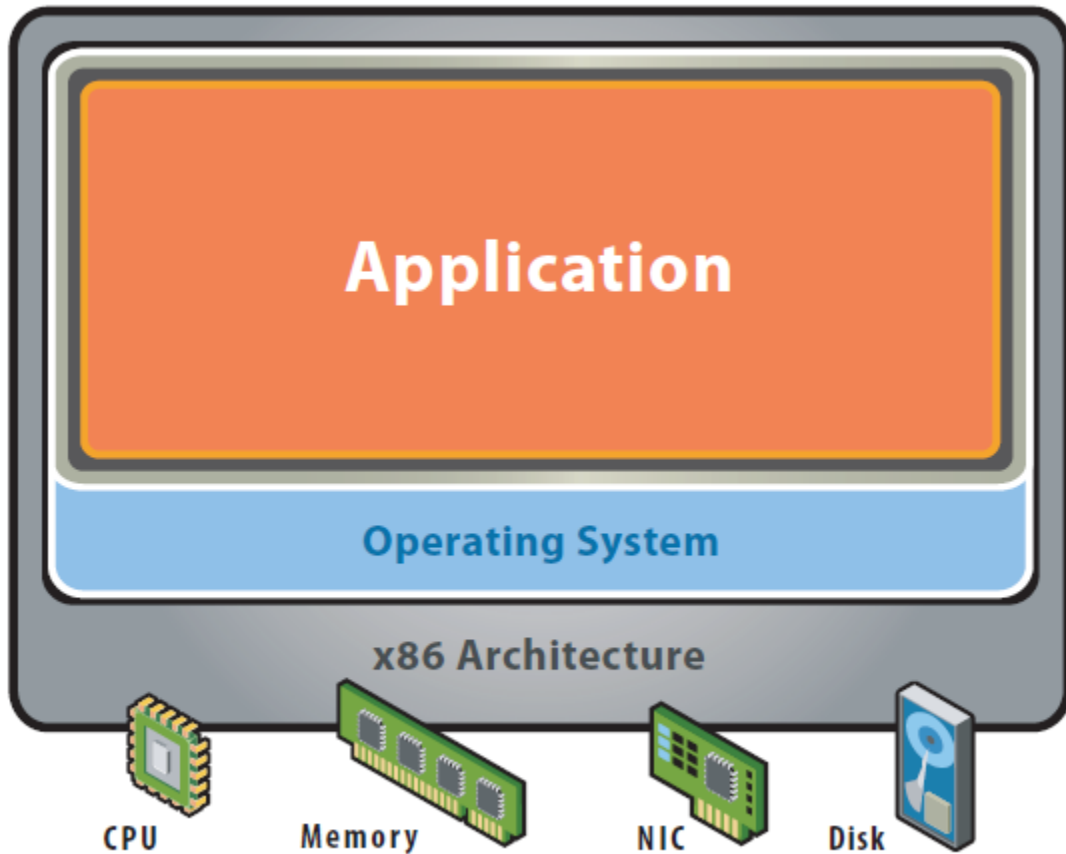 Application
Operating System
x86 Architecture
CPU Memory NIC Disk